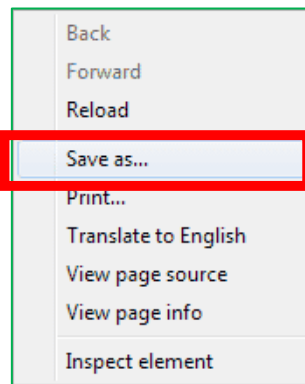 Back
Forward
Reload
Save as...
Print...
Translate to English
View page source
View page info
Inspect element